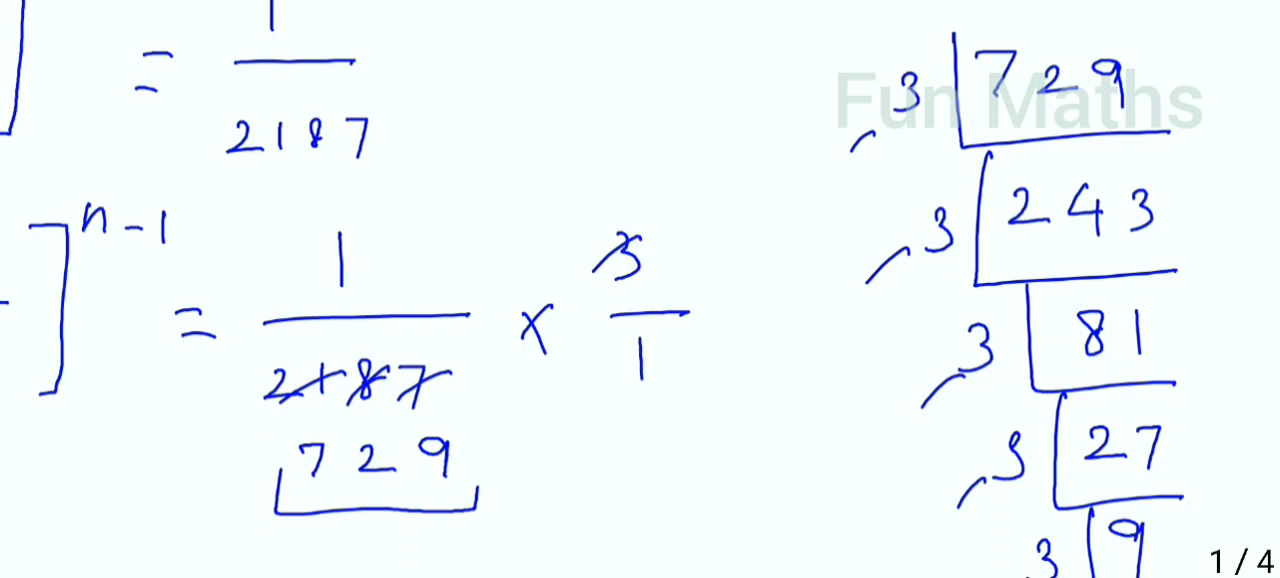 = 1/2187
]^{n-1} = 1/2187 × 3/1
729
Fun Maths
3 | 729
3 | 243
3 | 81
3 | 27
3 | 9
1 / 4